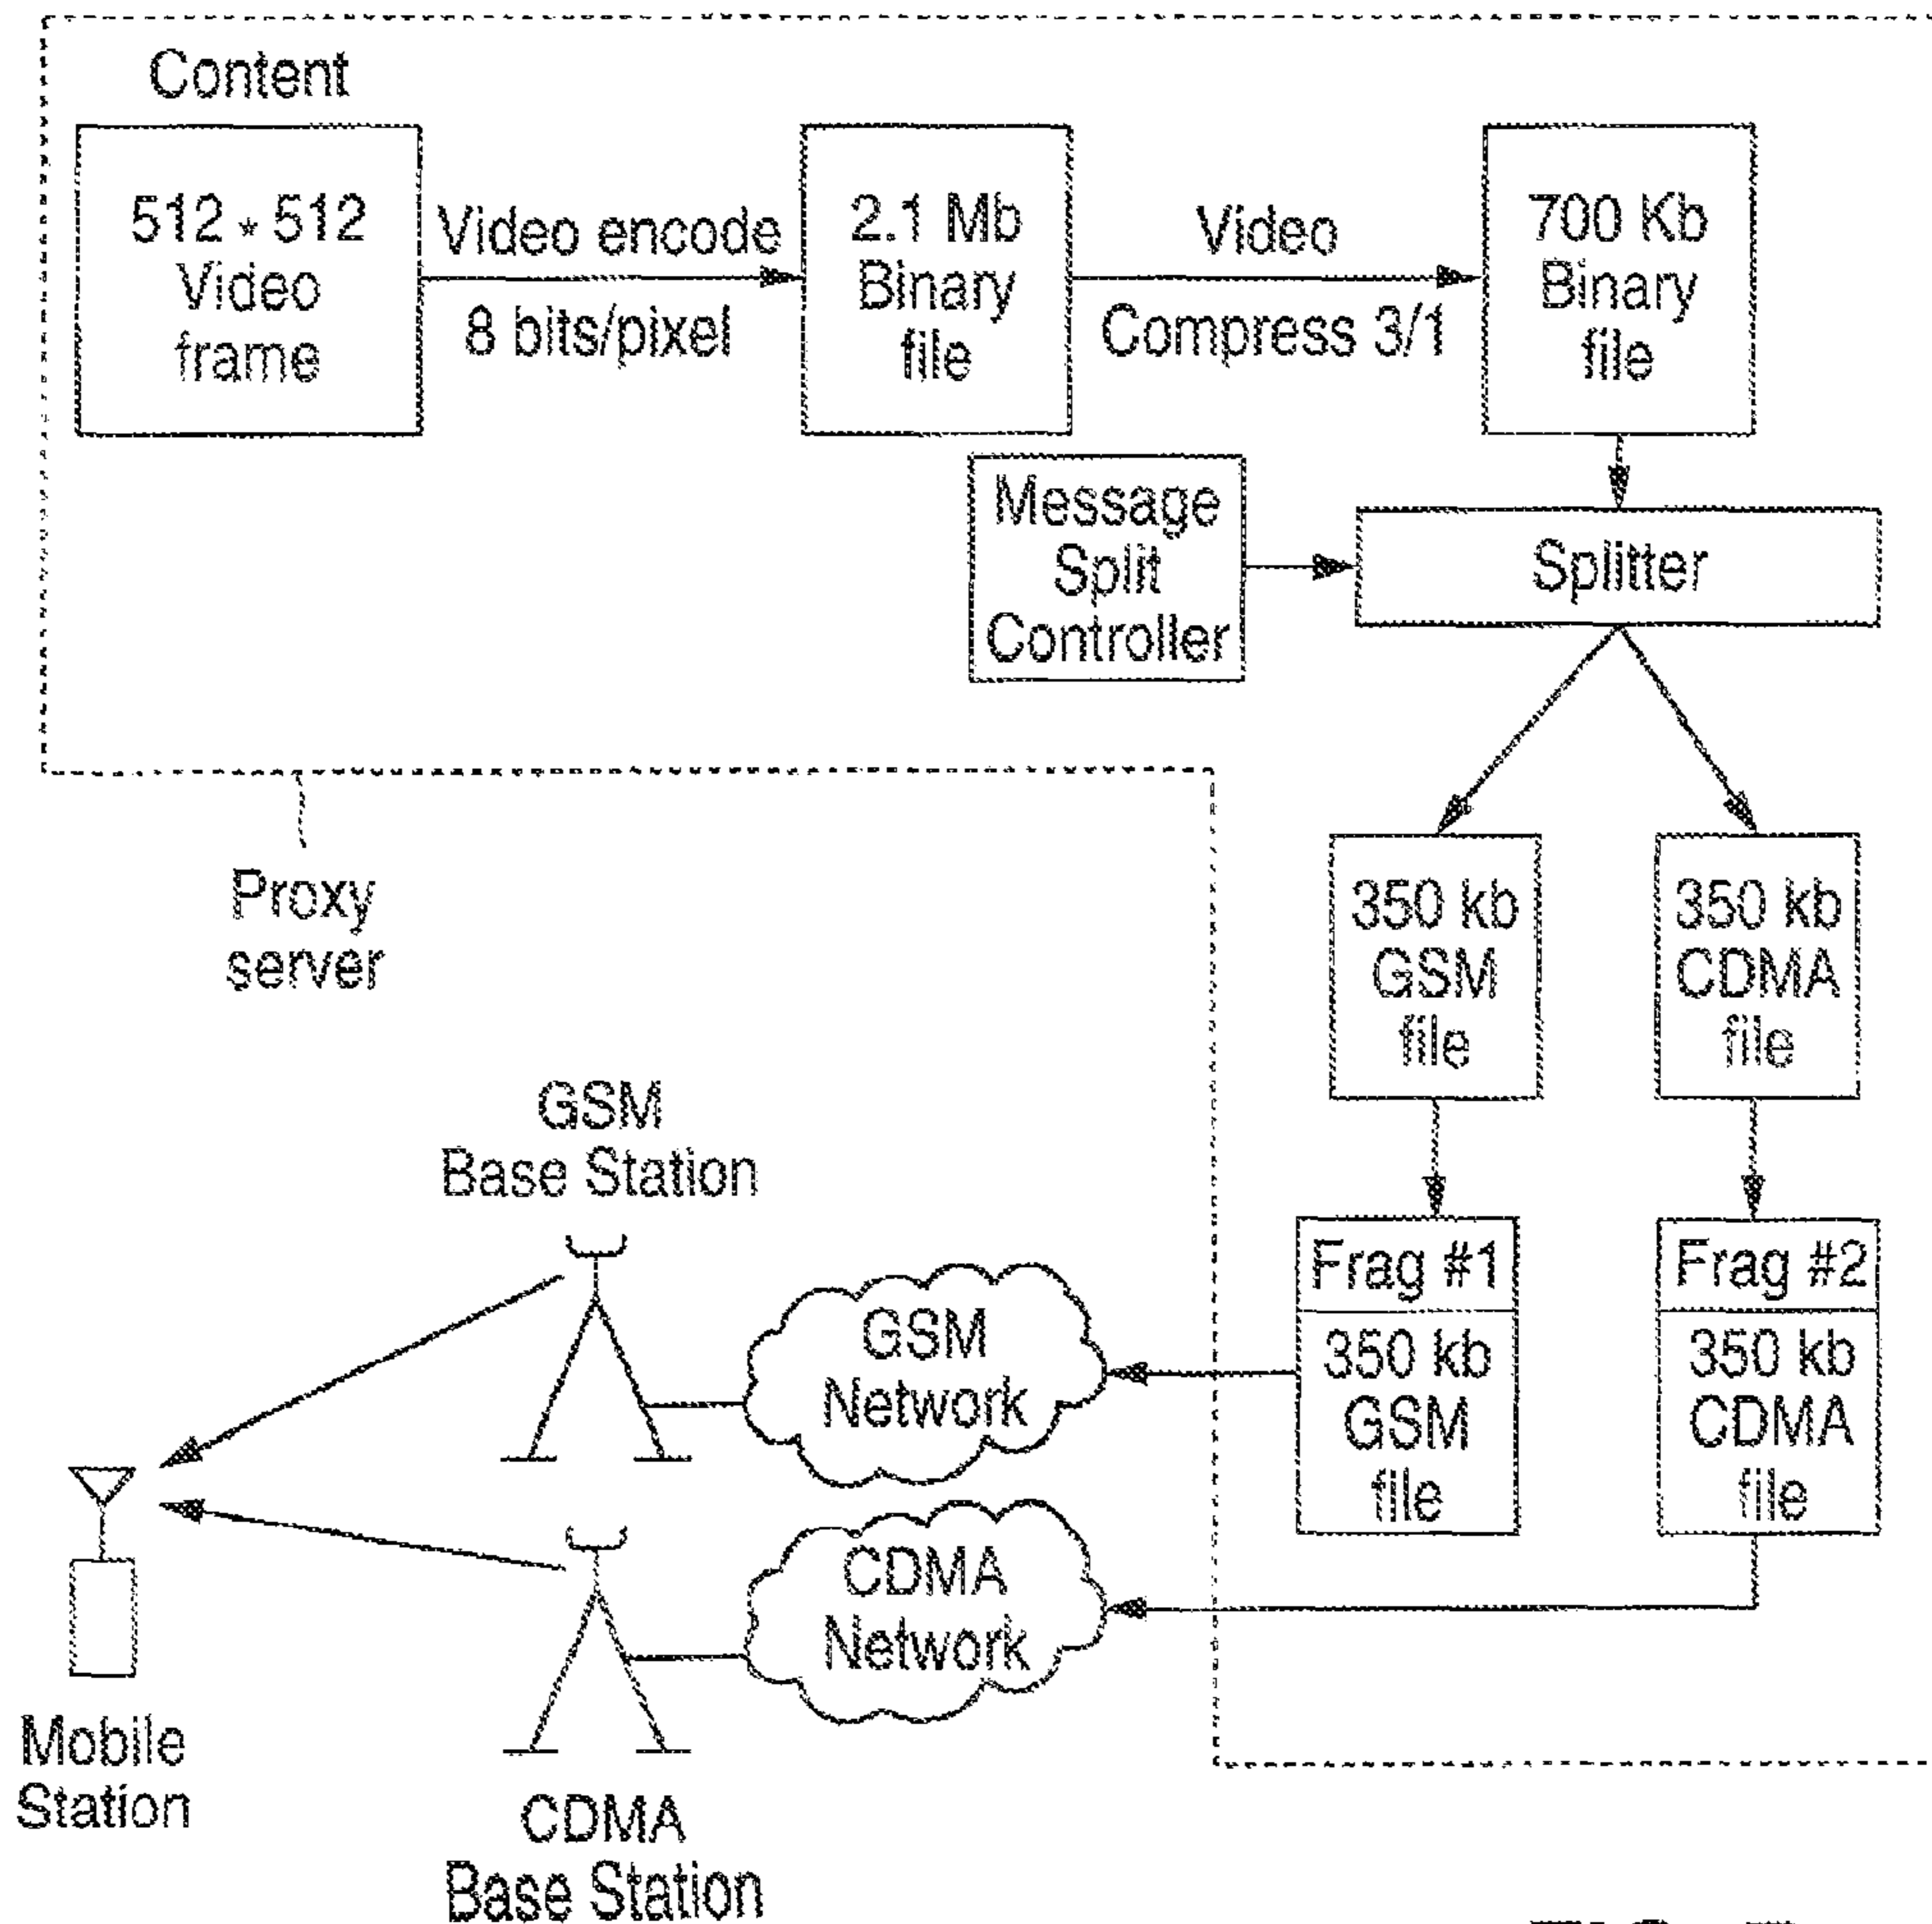 Content
512 * 512
Video
frame
Video encode
8 bits/pixel
2.1 Mb
Binary
file
Video
Compress 3/1
700 Kb
Binary
file
Message
Split
Controller
Splitter
Proxy
server
350 kb
GSM
file
350 kb
CDMA
file
Frag #1
350 kb
GSM
file
Frag #2
350 kb
CDMA
file
GSM
Base Station
GSM
Network
CDMA
Network
Mobile
Station
CDMA
Base Station